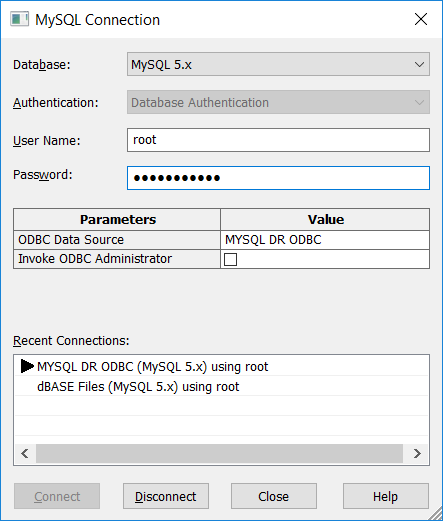 MySQL Connection
Database: MySQL 5.x
Authentication: Database Authentication
User Name: root
Password: ●●●●●●●●●●●
Parameters Value
ODBC Data Source MYSQL DR ODBC
Invoke ODBC Administrator
Recent Connections:
MYSQL DR ODBC (MySQL 5.x) using root
dBASE Files (MySQL 5.x) using root
Connect Disconnect Close Help